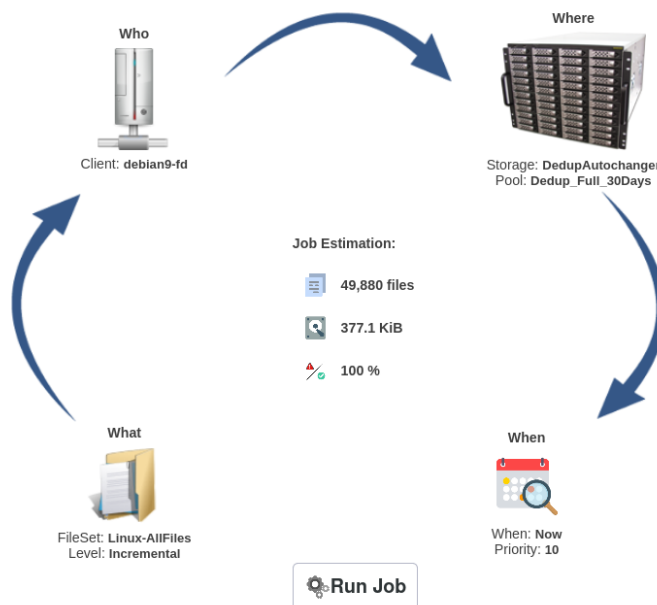 Who
Client: debian9-fd
Where
Storage: DedupAutochanger
Pool: Dedup_Full_30Days
Job Estimation:
49,880 files
377.1 KiB
100 %
What
FileSet: Linux-AllFiles
Level: Incremental
When
When: Now
Priority: 10
Run Job